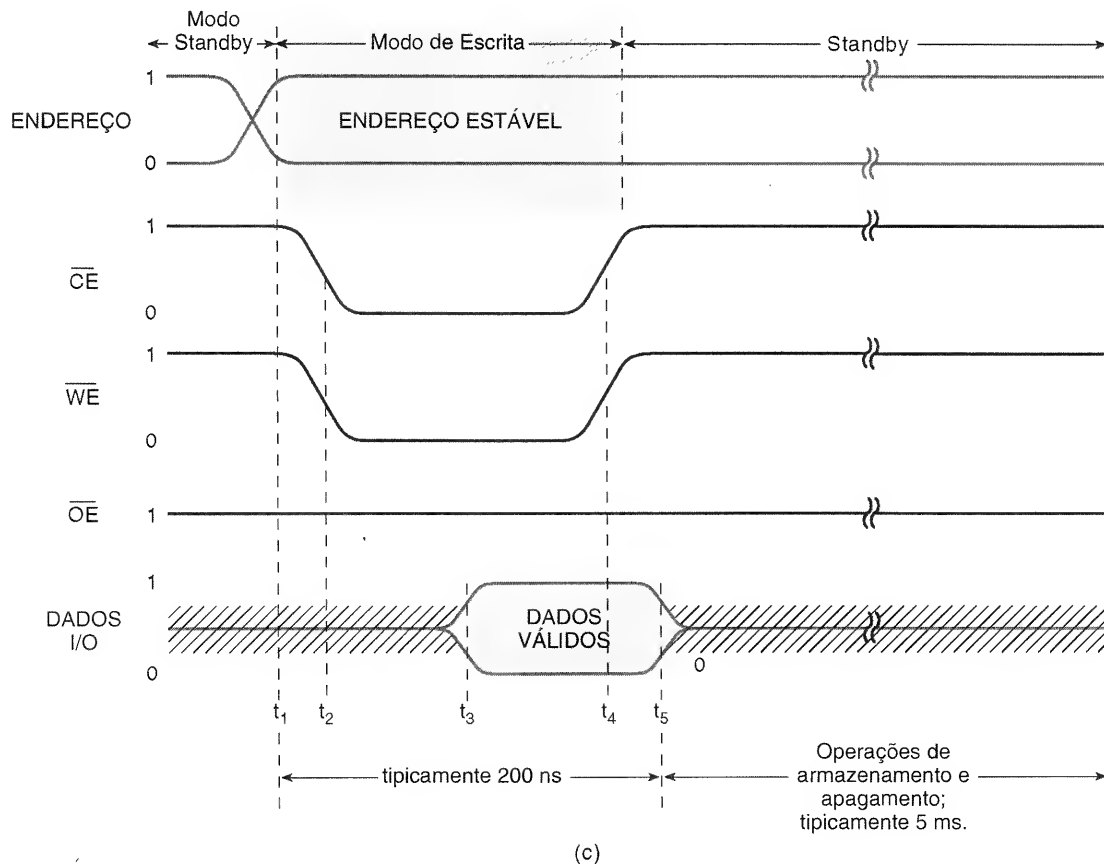 Modo
Standby
Modo de Escrita
Standby
1
ENDEREÇO
ENDEREÇO ESTÁVEL
0
1
CE
0
1
WE
0
OE
1
1
DADOS
I/O
DADOS
VÁLIDOS
0
0
t1
t2
t3
t4
t5
tipicamente 200 ns
Operações de
armazenamento e
apagamento;
tipicamente 5 ms.
(c)